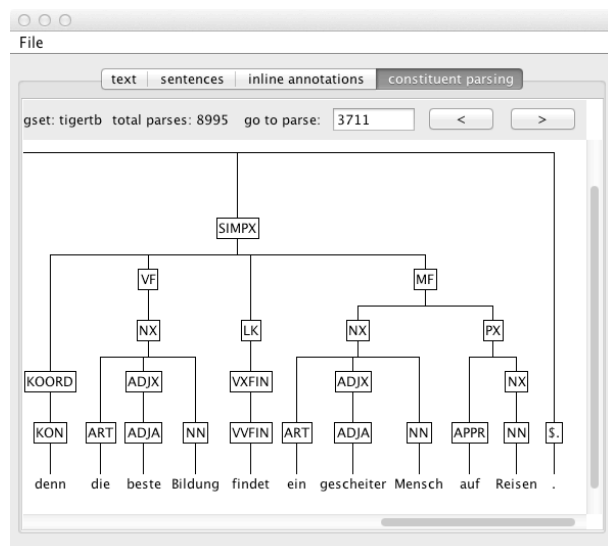 File
text sentences inline annotations constituent parsing
gset: tigertb total parses: 8995 go to parse: 3711 < >
SIMPX
VF MF
NX LK NX PX
KOORD ADJX VXFIN ADJX NX
KON ART ADJA NN VVFIN ART ADJA NN APPR NN $.
denn die beste Bildung findet ein gescheiter Mensch auf Reisen .